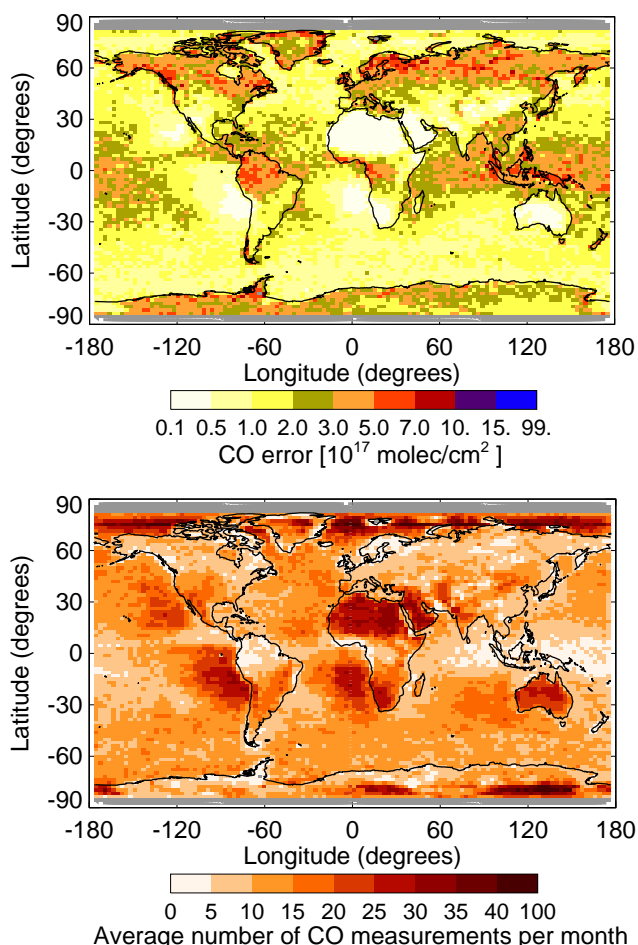 90
60
30
0
-30
-60
-90
Latitude (degrees)
-180 -120 -60 0 60 120 180
Longitude (degrees)
0.1 0.5 1.0 2.0 3.0 5.0 7.0 10. 15. 99.
CO error [10¹⁷ molec/cm² ]
90
60
30
0
-30
-60
-90
Latitude (degrees)
-180 -120 -60 0 60 120 180
Longitude (degrees)
0 5 10 15 20 25 30 35 40 100
Average number of CO measurements per month